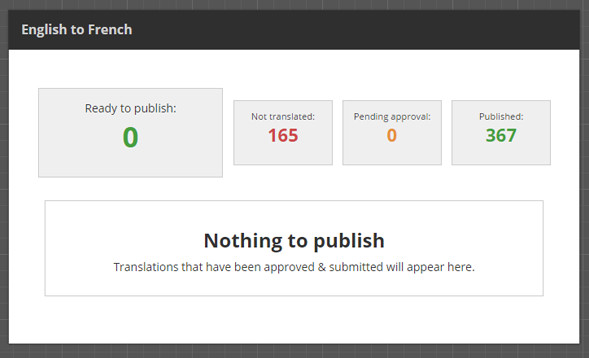 English to French
Ready to publish:
0
Not translated:
165
Pending approval:
0
Published:
367
Nothing to publish
Translations that have been approved & submitted will appear here.